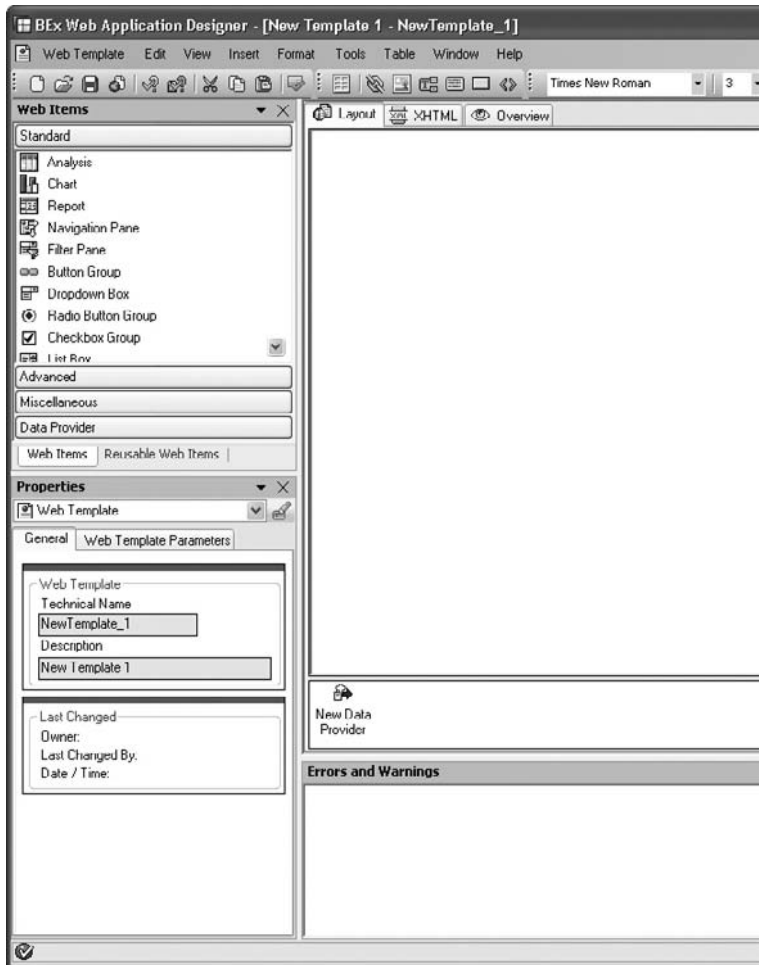 BEx Web Application Designer - [New Template 1 - NewTemplate_1]
Web Template Edit View Insert Format Tools Table Window Help
Times New Roman 3
Web Items
Standard
Analysis
Chart
Report
Navigation Pane
Filter Pane
Button Group
Dropdown Box
Radio Button Group
Checkbox Group
List Box
Advanced
Miscellaneous
Data Provider
Web Items Reusable Web Items
Properties
Web Template
General Web Template Parameters
Web Template
Technical Name
NewTemplate_1
Description
New Template 1
Last Changed
Owner:
Last Changed By:
Date / Time:
Layout XHTML Overview
New Data
Provider
Errors and Warnings